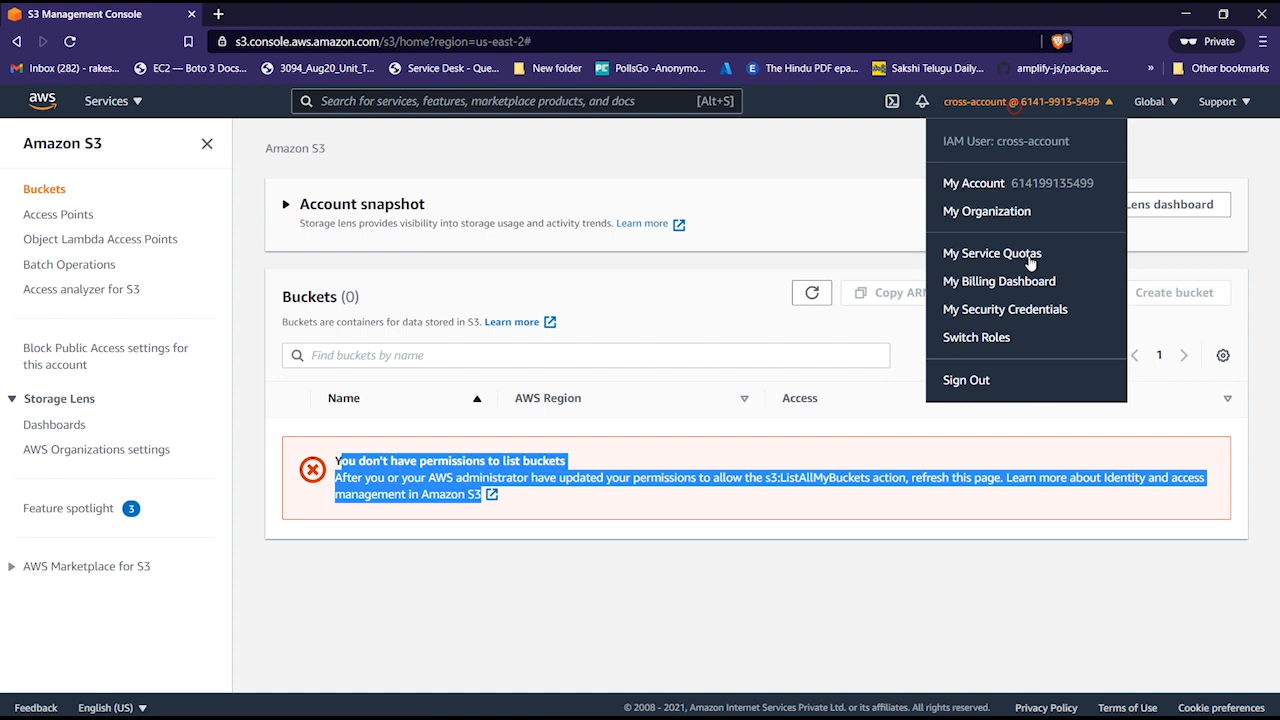 S3 Management Console
s3.console.aws.amazon.com/s3/home?region=us-east-2#
1
Private
Inbox (282) - rakes...
EC2 — Boto 3 Docs...
3094_Aug20_Unit_T...
Service Desk - Que...
New folder
PC
PollsGo -Anonymo...
E
The Hindu PDF epa...
Sakshi Telugu Daily...
amplify-js/package...
»
Other bookmarks
aws
Services
Search for services, features, marketplace products, and docs
[Alt+S]
cross-account @ 6141-9913-5499
Global
Support
Amazon S3
Buckets
Access Points
Object Lambda Access Points
Batch Operations
Access analyzer for S3
Block Public Access settings for
this account
Storage Lens
Dashboards
AWS Organizations settings
Feature spotlight
3
AWS Marketplace for S3
Amazon S3
Account snapshot
Storage lens provides visibility into storage usage and activity trends. Learn more
Lens dashboard
Buckets (0)
Copy ARN
Create bucket
Buckets are containers for data stored in S3. Learn more
Find buckets by name
1
Name
AWS Region
Access
You don't have permissions to list buckets
After you or your AWS administrator have updated your permissions to allow the s3:ListAllMyBuckets action, refresh this page. Learn more about Identity and access
management in Amazon S3
IAM User: cross-account
My Account 614199135499
My Organization
My Service Quotas
My Billing Dashboard
My Security Credentials
Switch Roles
Sign Out
Feedback
English (US)
© 2008 - 2021, Amazon Internet Services Private Ltd. or its affiliates. All rights reserved.
Privacy Policy
Terms of Use
Cookie preferences